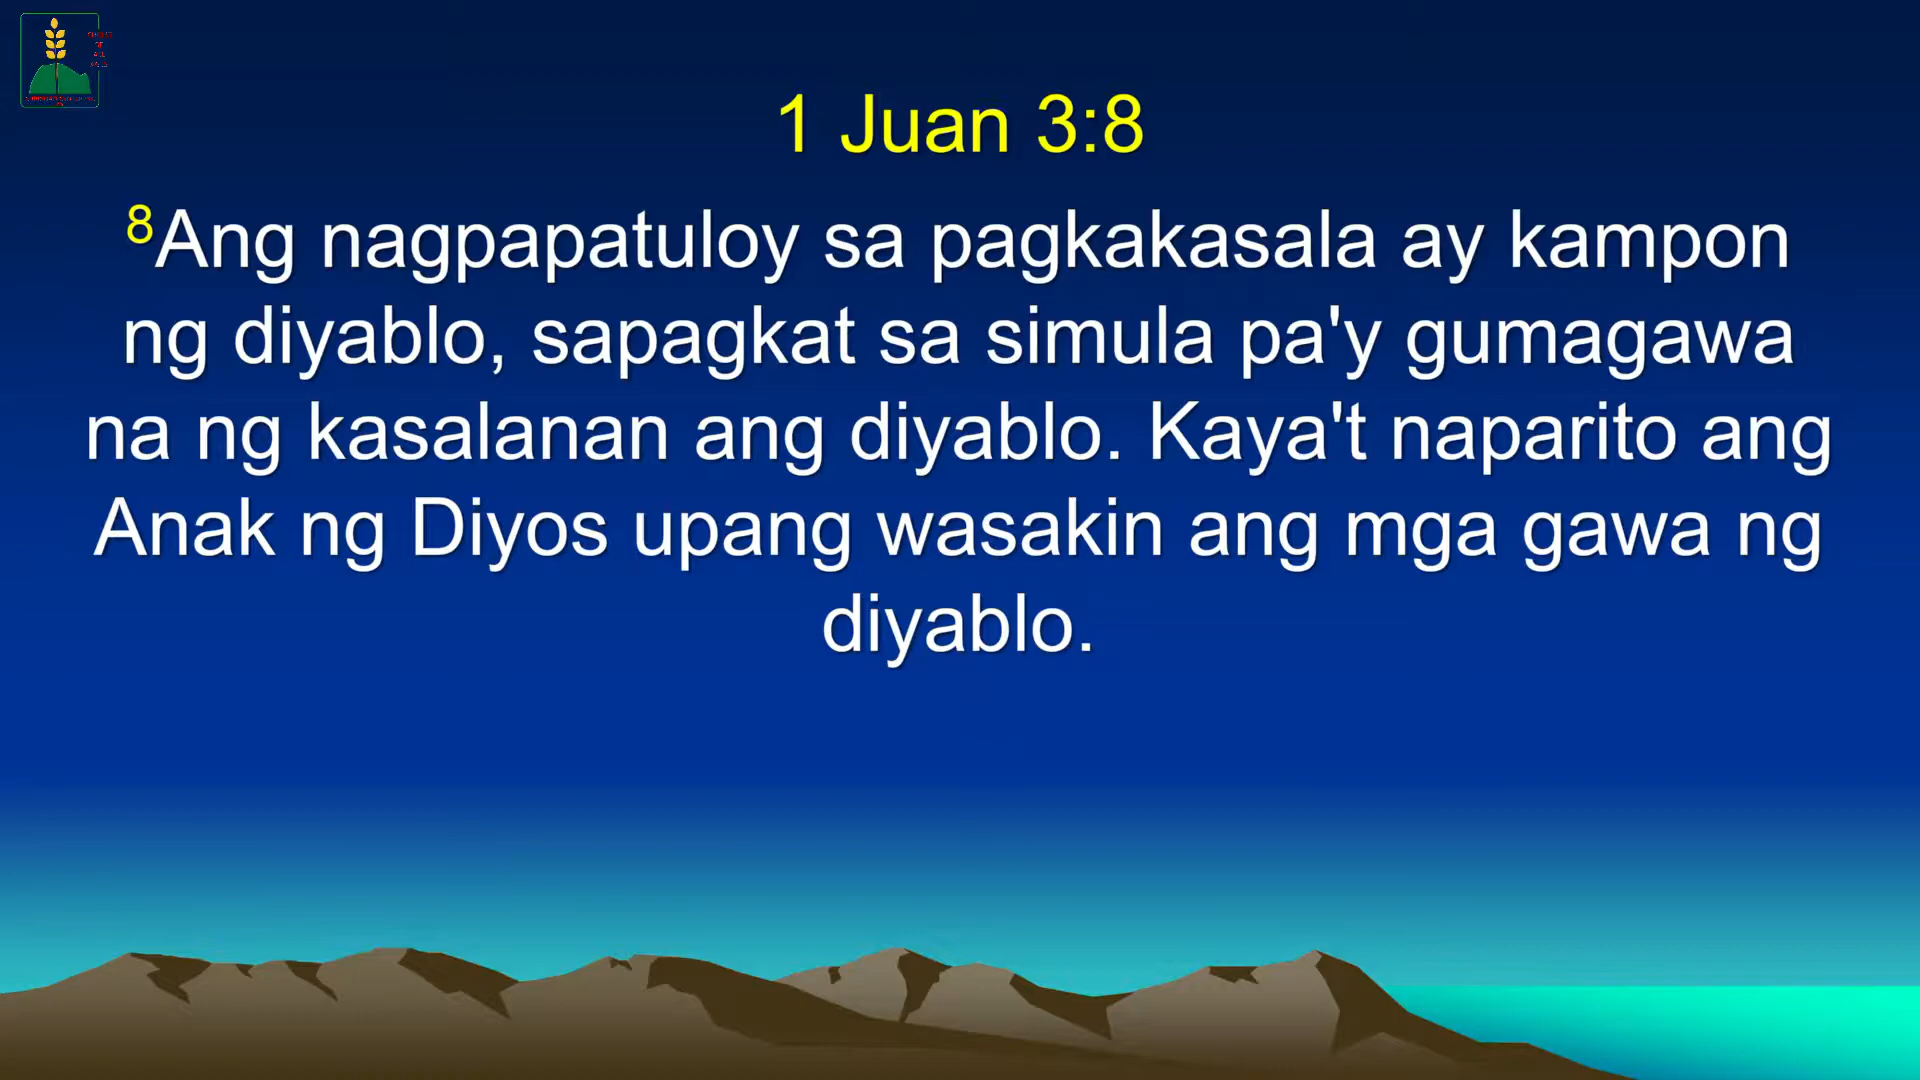 1 Juan 3:8
8Ang nagpapatuloy sa pagkakasala ay kampon
ng diyablo, sapagkat sa simula pa'y gumagawa
na ng kasalanan ang diyablo. Kaya't naparito ang
Anak ng Diyos upang wasakin ang mga gawa ng
diyablo.